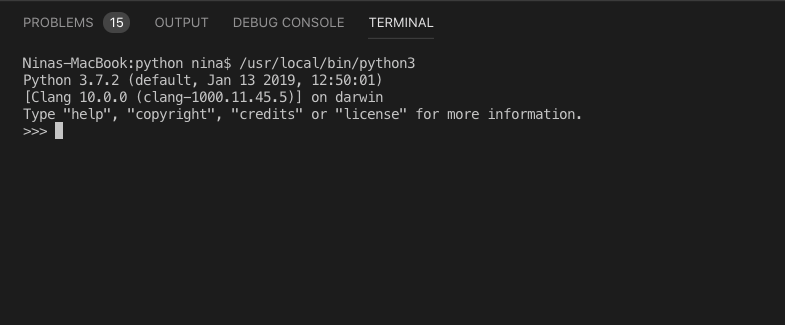 PROBLEMS 15 OUTPUT DEBUG CONSOLE TERMINAL
Ninas-MacBook:python nina$ /usr/local/bin/python3
Python 3.7.2 (default, Jan 13 2019, 12:50:01)
[Clang 10.0.0 (clang-1000.11.45.5)] on darwin
Type "help", "copyright", "credits" or "license" for more information.
>>>